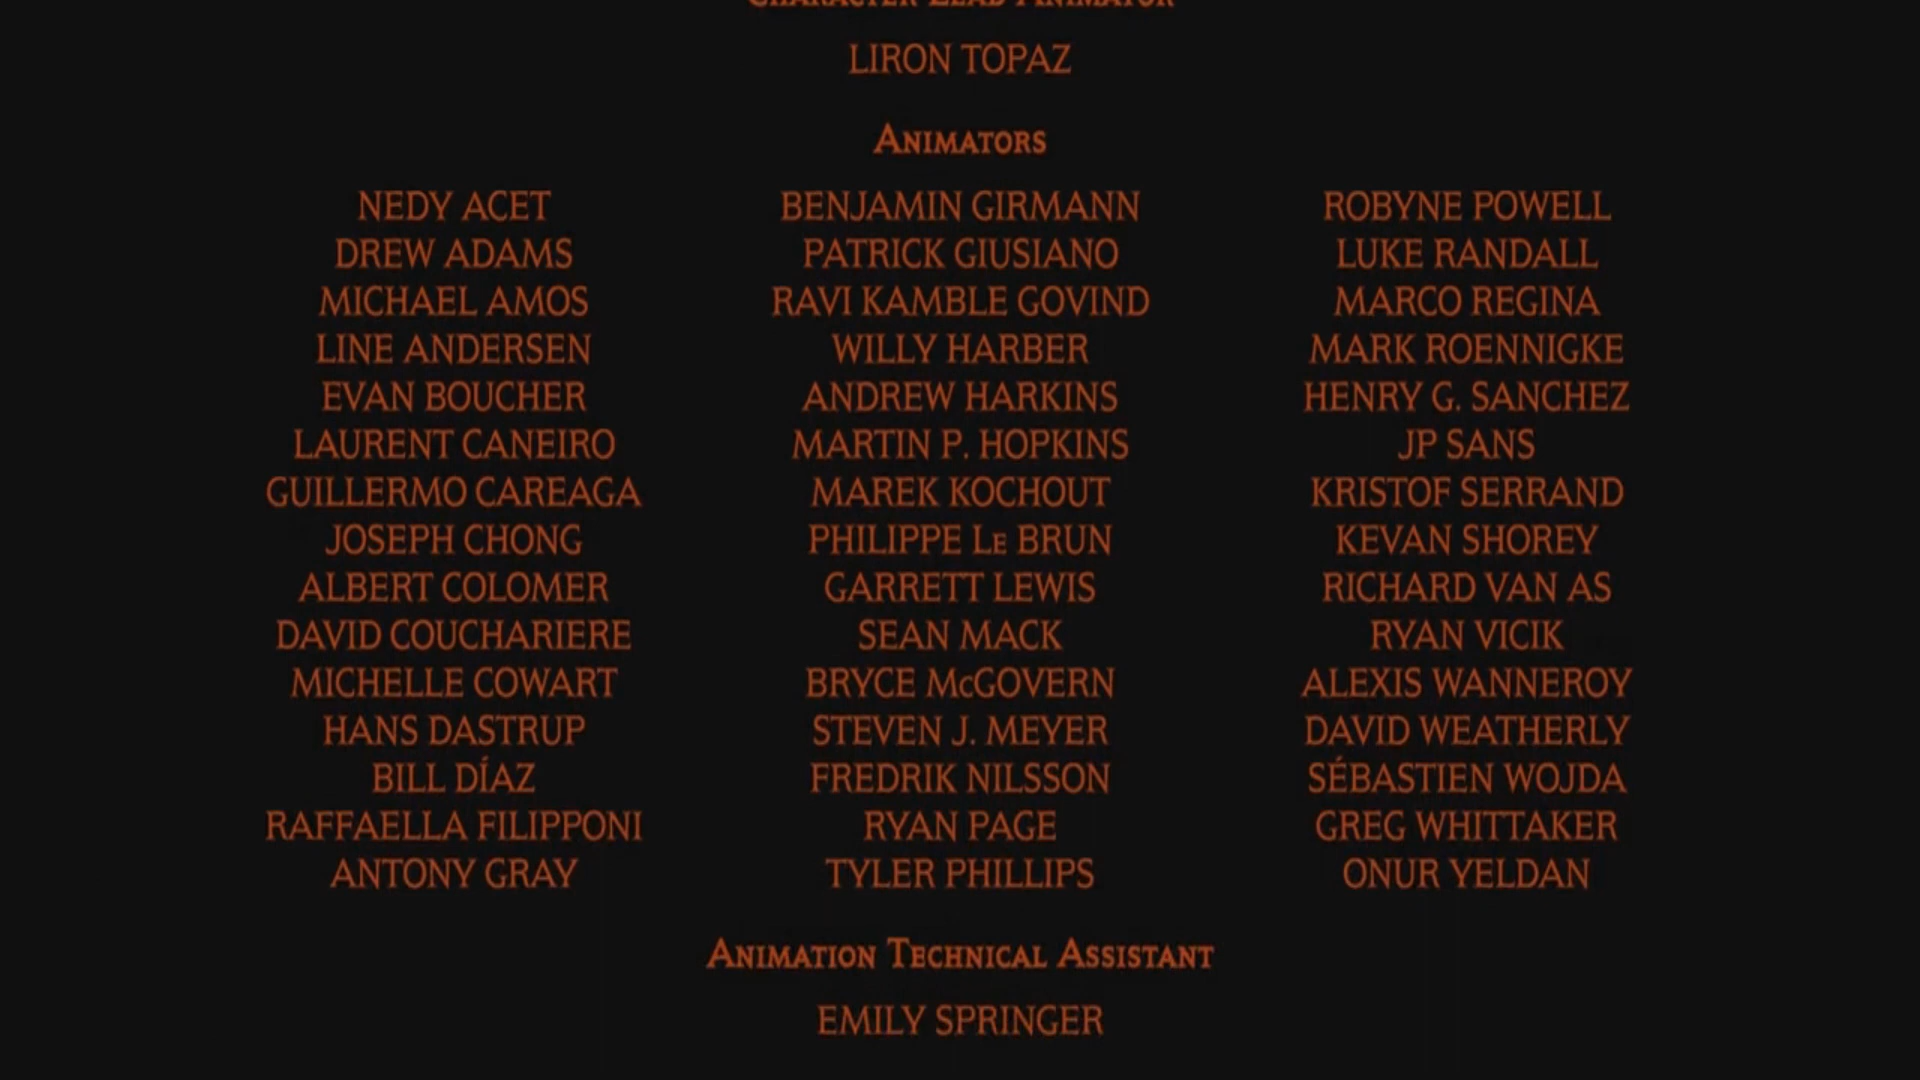 CHARACTER LEAD ANIMATOR
LIRON TOPAZ
ANIMATORS
NEDY ACET
DREW ADAMS
MICHAEL AMOS
LINE ANDERSEN
EVAN BOUCHER
LAURENT CANEIRO
GUILLERMO CAREAGA
JOSEPH CHONG
ALBERT COLOMER
DAVID COUCHARIERE
MICHELLE COWART
HANS DASTRUP
BILL DÍAZ
RAFFAELLA FILIPPONI
ANTONY GRAY
BENJAMIN GIRMANN
PATRICK GIUSIANO
RAVI KAMBLE GOVIND
WILLY HARBER
ANDREW HARKINS
MARTIN P. HOPKINS
MAREK KOCHOUT
PHILIPPE LE BRUN
GARRETT LEWIS
SEAN MACK
BRYCE McGOVERN
STEVEN J. MEYER
FREDRIK NILSSON
RYAN PAGE
TYLER PHILLIPS
ROBYNE POWELL
LUKE RANDALL
MARCO REGINA
MARK ROENNIGKE
HENRY G. SANCHEZ
JP SANS
KRISTOF SERRAND
KEVAN SHOREY
RICHARD VAN AS
RYAN VICIK
ALEXIS WANNEROY
DAVID WEATHERLY
SÉBASTIEN WOJDA
GREG WHITTAKER
ONUR YELDAN
ANIMATION TECHNICAL ASSISTANT
EMILY SPRINGER